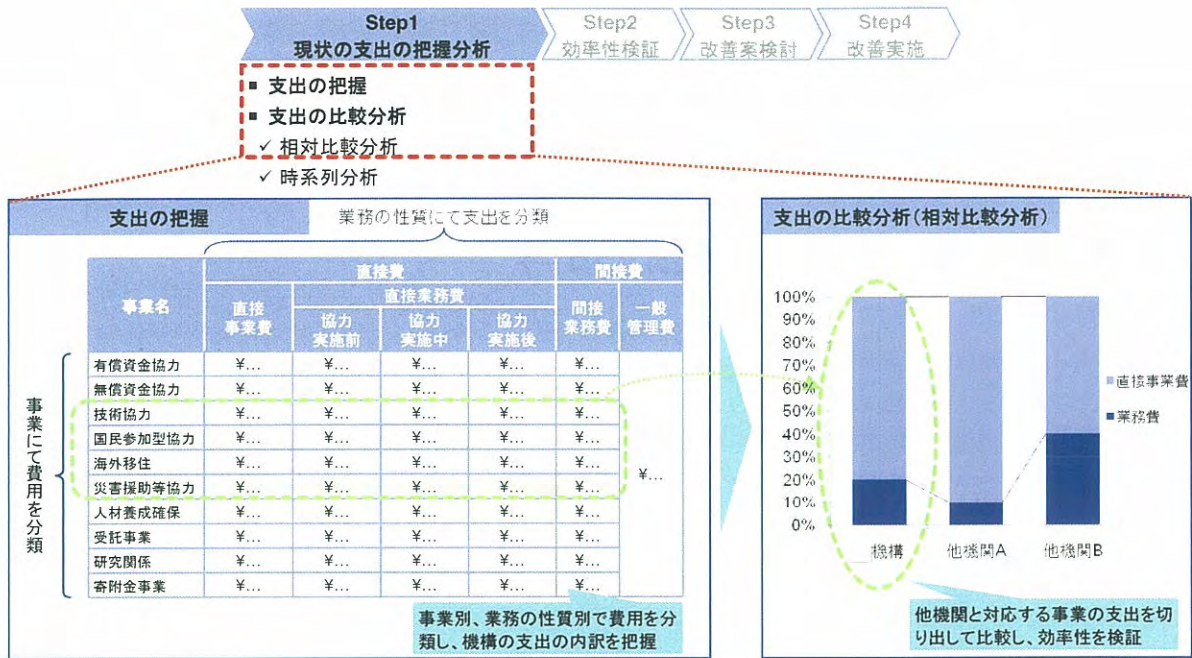 Step1
現状の支出の把握分析
Step2
効率性検証
Step3
改善案検討
Step4
改善実施
■ 支出の把握
■ 支出の比較分析
✓ 相対比較分析
✓ 時系列分析
支出の把握
業務の性質にて支出を分類
事業名
直接費
間接費
直接事業費
直接業務費
間接業務費
一般管理費
協力実施前
協力実施中
協力実施後
有償資金協力 ¥… ¥… ¥… ¥… ¥…
無償資金協力 ¥… ¥… ¥… ¥… ¥…
技術協力 ¥… ¥… ¥… ¥… ¥…
国民参加型協力 ¥… ¥… ¥… ¥… ¥…
海外移住 ¥… ¥… ¥… ¥… ¥…
災害援助等協力 ¥… ¥… ¥… ¥… ¥…
人材養成確保 ¥… ¥… ¥… ¥… ¥…
受託事業 ¥… ¥… ¥… ¥… ¥…
研究関係 ¥… ¥… ¥… ¥… ¥…
寄附金事業 ¥… ¥… ¥… ¥… ¥…
¥…
事業にて費用を分類
事業別、業務の性質別で費用を分
類し、機構の支出の内訳を把握
支出の比較分析(相対比較分析)
100%
90%
80%
70%
60%
50%
40%
30%
20%
10%
0%
機構 他機関A 他機関B
直接事業費
業務費
他機関と対応する事業の支出を切
り出して比較し、効率性を検証